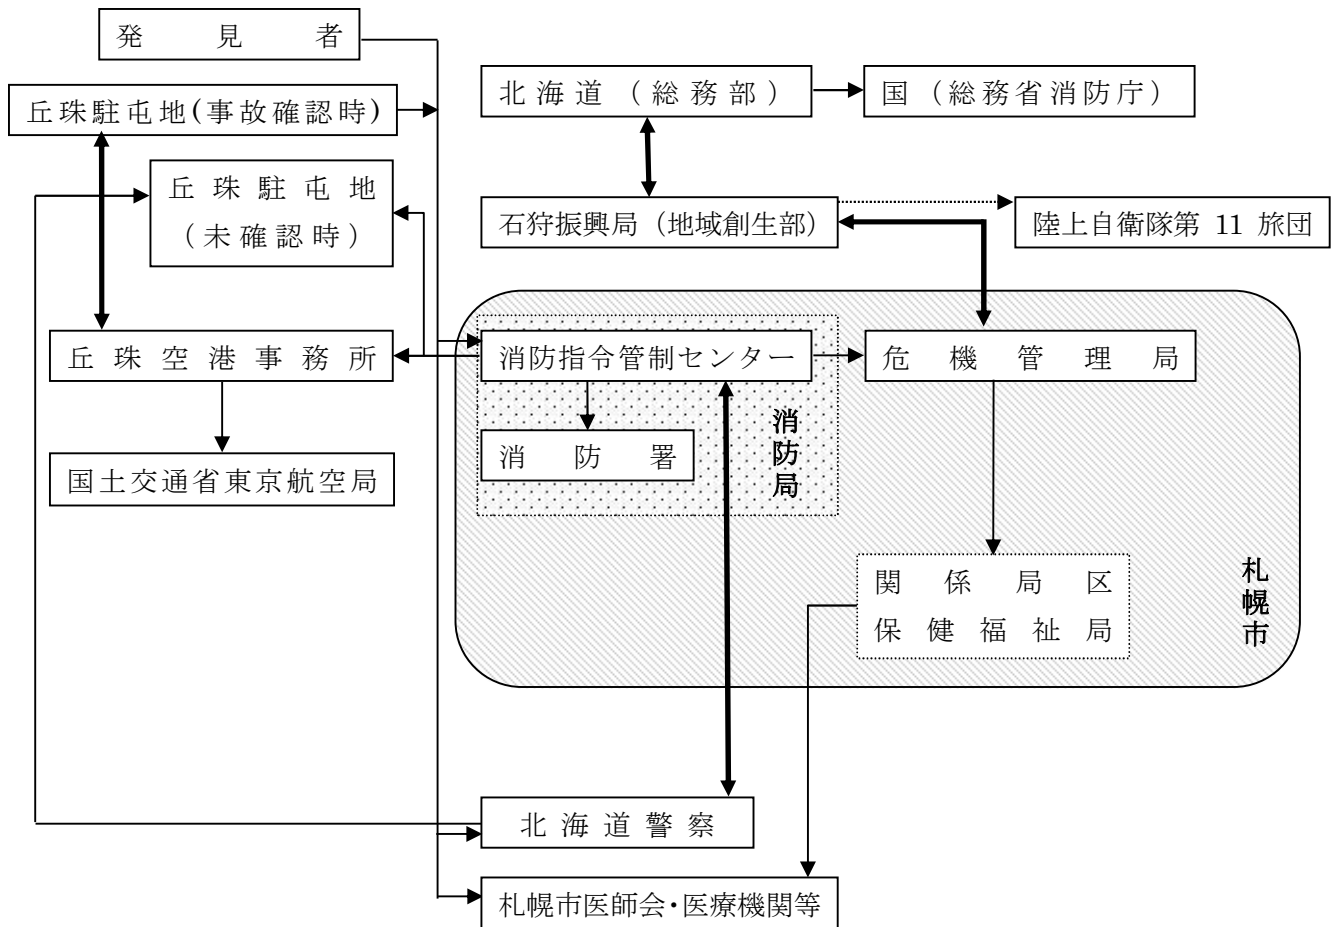 発見者
北海道（総務部）
国（総務省消防庁）
丘珠駐屯地(事故確認時)
丘珠駐屯地
（未確認時）
石狩振興局（地域創生部）
陸上自衛隊第 11 旅団
丘珠空港事務所
消防指令管制センター
危機管理局
消防局
消防署
国土交通省東京航空局
関係局区
保健福祉局
札幌市
北海道警察
札幌市医師会・医療機関等